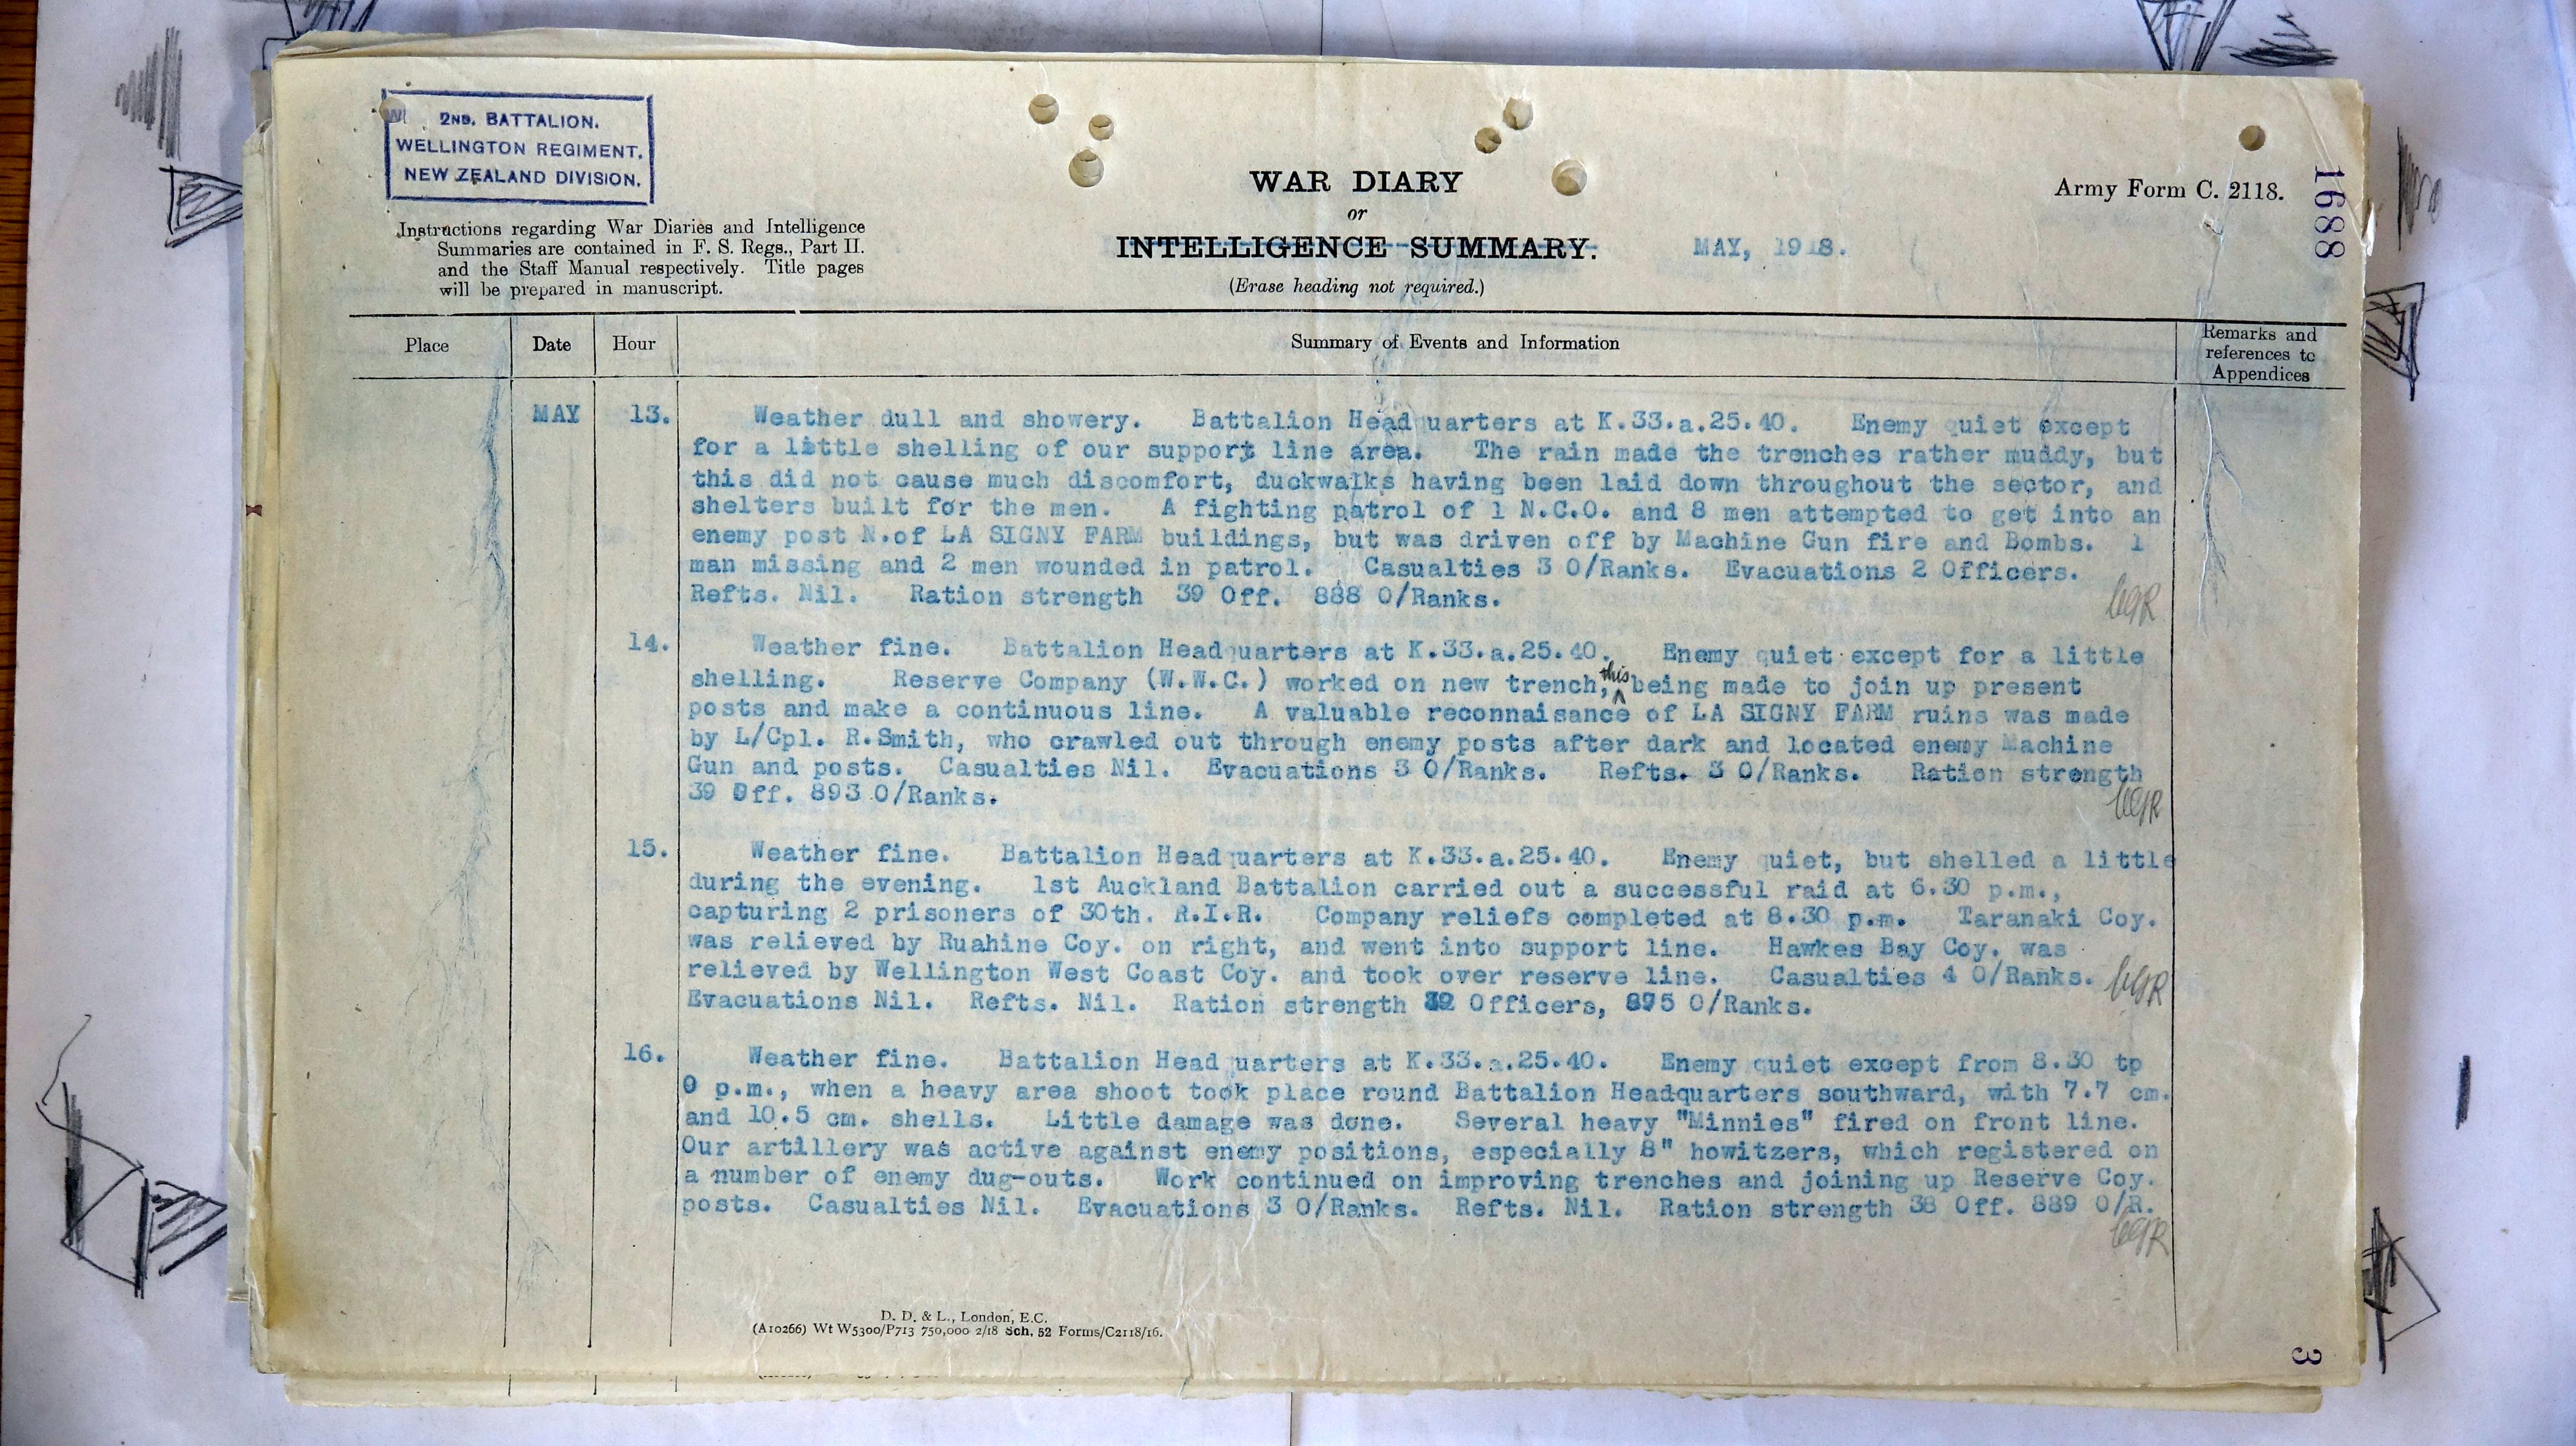 2ND. BATTALION.
WELLINGTON REGIMENT.
NEW ZEALAND DIVISION.
Instructions regarding War Diaries and Intelligence
Summaries are contained in F. S. Regs., Part II.
and the Staff Manual respectively. Title pages
will be prepared in manuscript.
WAR DIARY
or
INTELLIGENCE SUMMARY.
(Erase heading not required.)
MAY, 1918.
Army Form C. 2118.
1688
Place
Date
Hour
Summary of Events and Information
Remarks and
references to
Appendices
MAY 13. Weather dull and showery. Battalion Headquarters at K.33.a.25.40. Enemy quiet except
for a little shelling of our support line area. The rain made the trenches rather muddy, but
this did not cause much discomfort, duckwalks having been laid down throughout the sector, and
shelters built for the men. A fighting patrol of 1 N.C.O. and 8 men attempted to get into an
enemy post N.of LA SIGNY FARM buildings, but was driven off by Machine Gun fire and Bombs. 1
man missing and 2 men wounded in patrol. Casualties 3 O/Ranks. Evacuations 2 Officers.
Refts. Nil. Ration strength 39 Off. 888 O/Ranks.
14. Weather fine. Battalion Headquarters at K.33.a.25.40. Enemy quiet except for a little
shelling. Reserve Company (W.W.C.) worked on new trench, this being made to join up present
posts and make a continuous line. A valuable reconnaisance of LA SIGNY FARM ruins was made
by L/Cpl. R.Smith, who crawled out through enemy posts after dark and located enemy Machine
Gun and posts. Casualties Nil. Evacuations 3 O/Ranks. Refts. 3 O/Ranks. Ration strength
39 Off. 893 O/Ranks.
15. Weather fine. Battalion Headquarters at K.33.a.25.40. Enemy quiet, but shelled a little
during the evening. 1st Auckland Battalion carried out a successful raid at 6.30 p.m.,
capturing 2 prisoners of 30th. R.I.R. Company reliefs completed at 8.30 p.m. Taranaki Coy.
was relieved by Ruahine Coy. on right, and went into support line. Hawkes Bay Coy. was
relieved by Wellington West Coast Coy. and took over reserve line. Casualties 4 O/Ranks.
Evacuations Nil. Refts. Nil. Ration strength Officers, 895 O/Ranks.
16. Weather fine. Battalion Headquarters at K.33.a.25.40. Enemy quiet except from 8.30 tp
9 p.m., when a heavy area shoot took place round Battalion Headquarters southward, with 7.7 cm.
and 10.5 cm. shells. Little damage was done. Several heavy "Minnies" fired on front line.
Our artillery was active against enemy positions, especially 8" howitzers, which registered on
a number of enemy dug-outs. Work continued on improving trenches and joining up Reserve Coy.
posts. Casualties Nil. Evacuations 3 O/Ranks. Refts. Nil. Ration strength 38 Off. 889 O/R.
D. D. & L., London, E.C.
(A10266) Wt W5300/P713 750,000 2/18 Sch. 52 Forms/C2118/16.
3